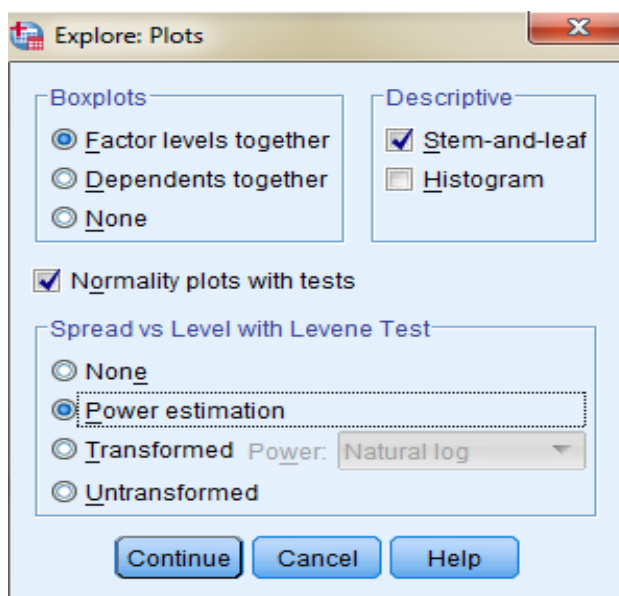 Explore: Plots
Boxplots
Factor levels together
Dependents together
None
Descriptive
Stem-and-leaf
Histogram
Normality plots with tests
Spread vs Level with Levene Test
None
Power estimation
Transformed Power: Natural log
Untransformed
Continue Cancel Help